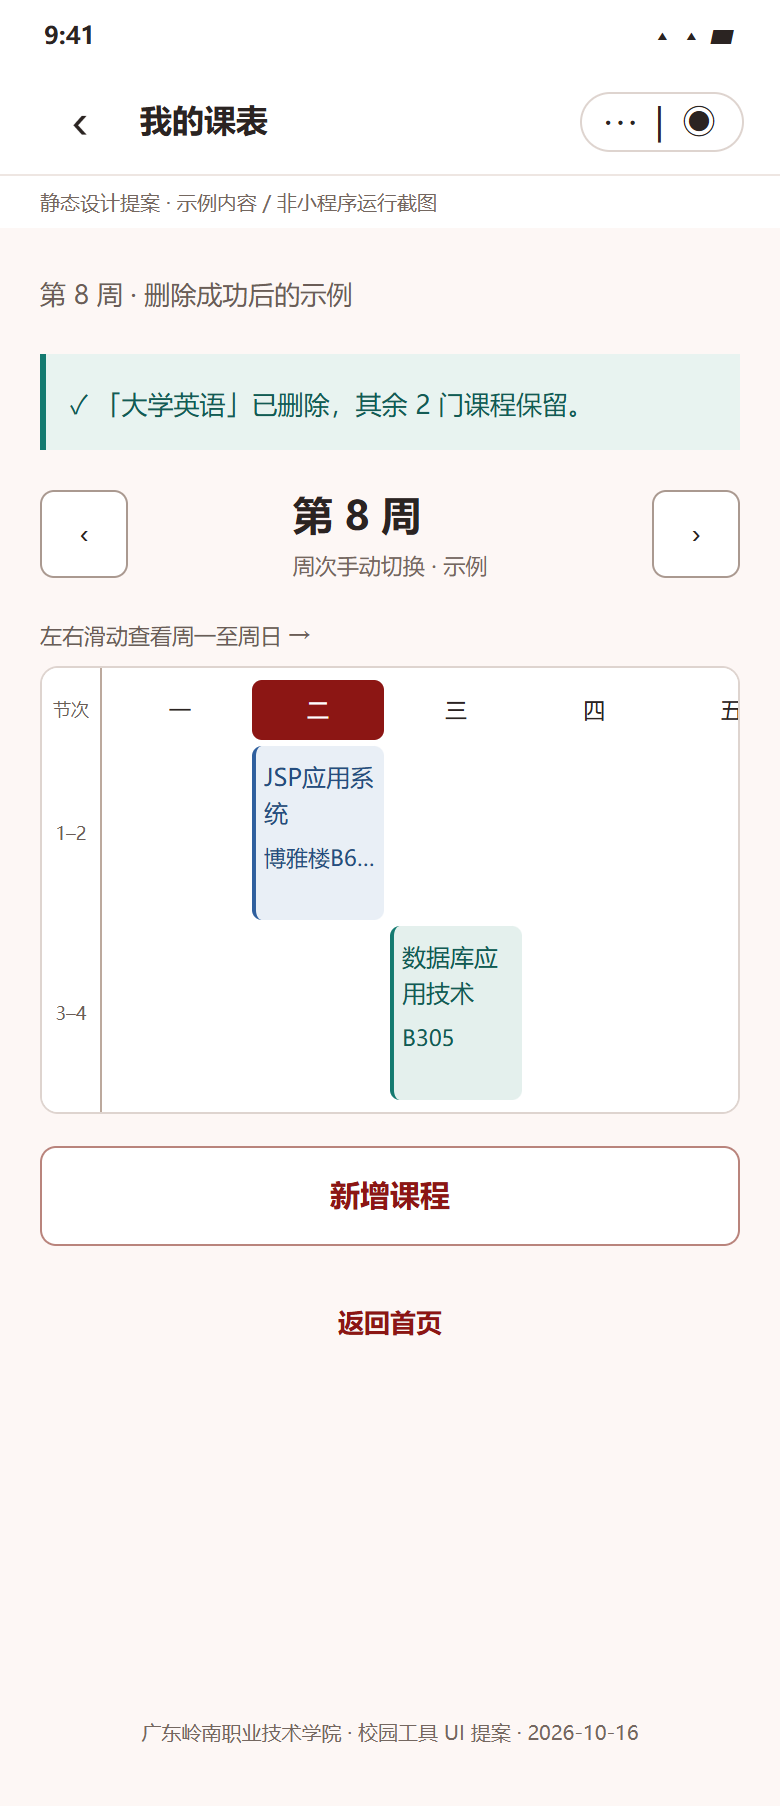 9:41
我的课表
静态设计提案 · 示例内容 / 非小程序运行截图
第 8 周 · 删除成功后的示例
✓ 「大学英语」已删除，其余 2 门课程保留。
第 8 周
周次手动切换 · 示例
左右滑动查看周一至周日 →
节次 一 二 三 四 五
1–2
JSP应用系
统
博雅楼B6...
3–4
数据库应
用技术
B305
新增课程
返回首页
广东岭南职业技术学院 · 校园工具 UI 提案 · 2026-10-16